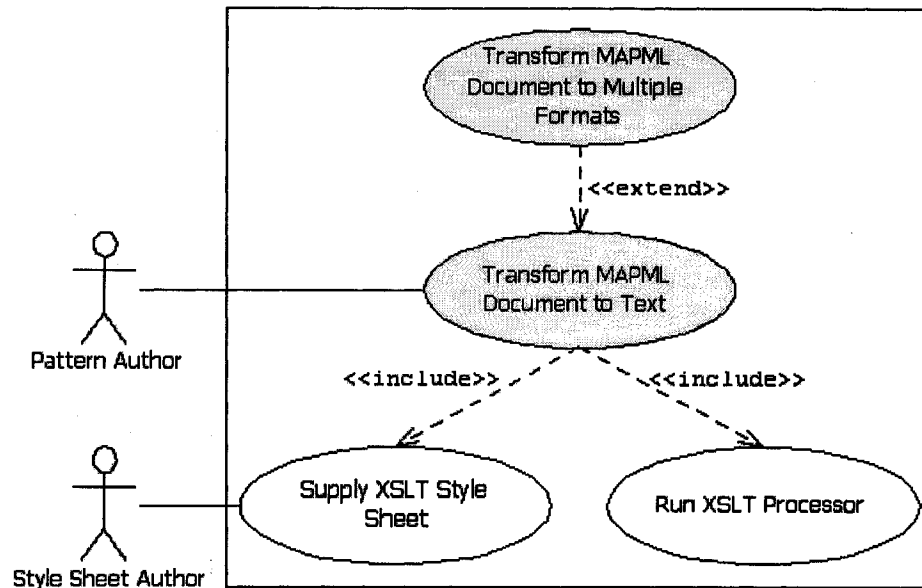 Transform MAPML
Document to Multiple
Formats
<<extend>>
Transform MAPML
Document to Text
Pattern Author
<<include>>
<<include>>
Supply XSLT Style
Sheet
Run XSLT Processor
Style Sheet Author